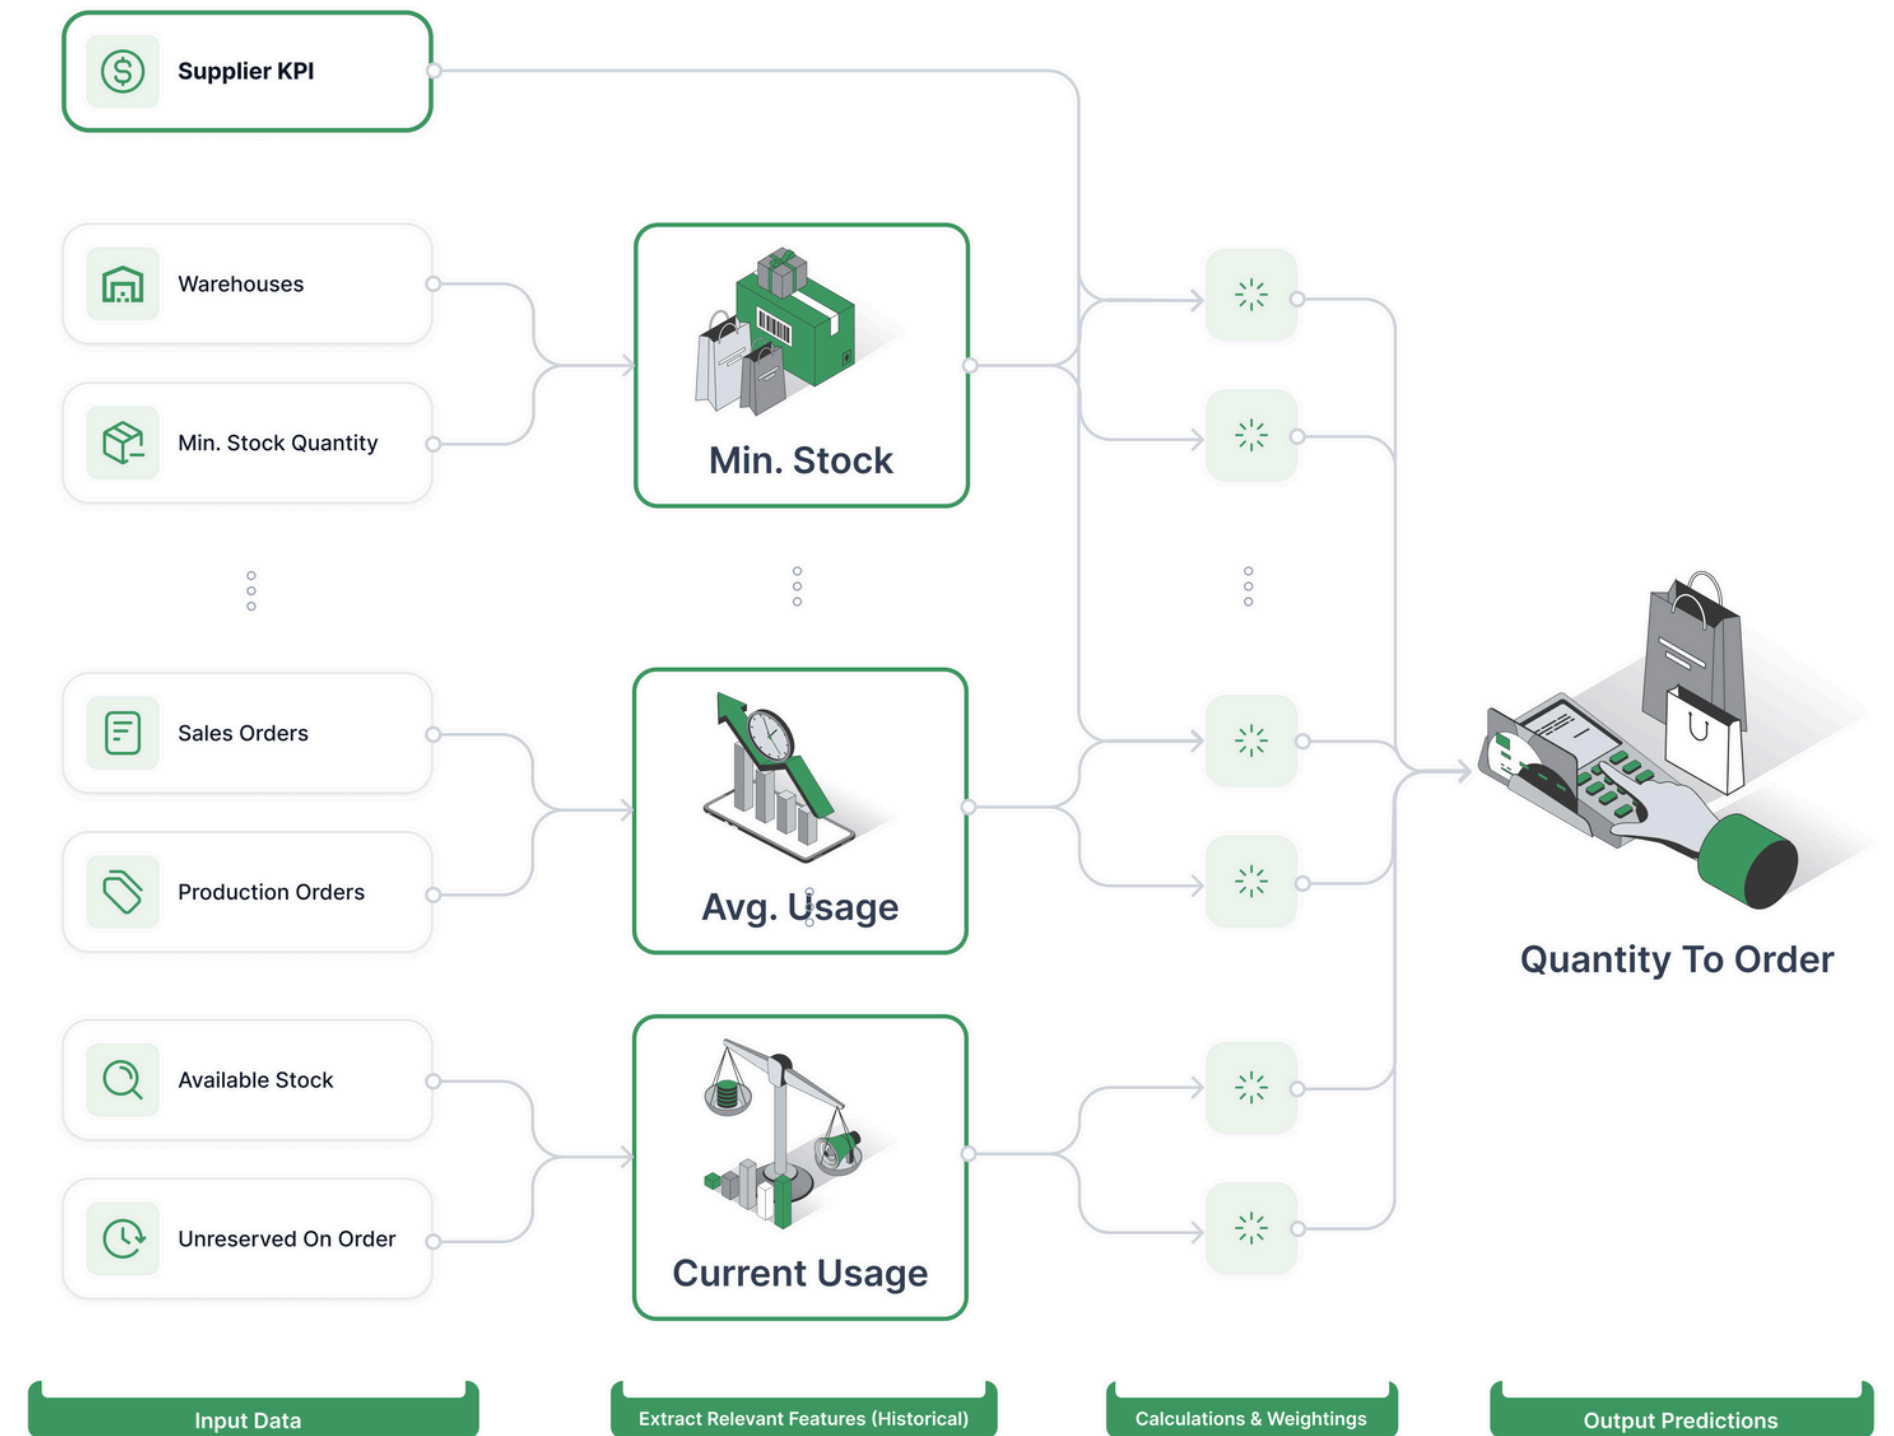 Supplier KPI
Warehouses
Min. Stock Quantity
Min. Stock
Sales Orders
Production Orders
Avg. Usage
Quantity To Order
Available Stock
Unreserved On Order
Current Usage
Input Data
Extract Relevant Features (Historical)
Calculations & Weightings
Output Predictions